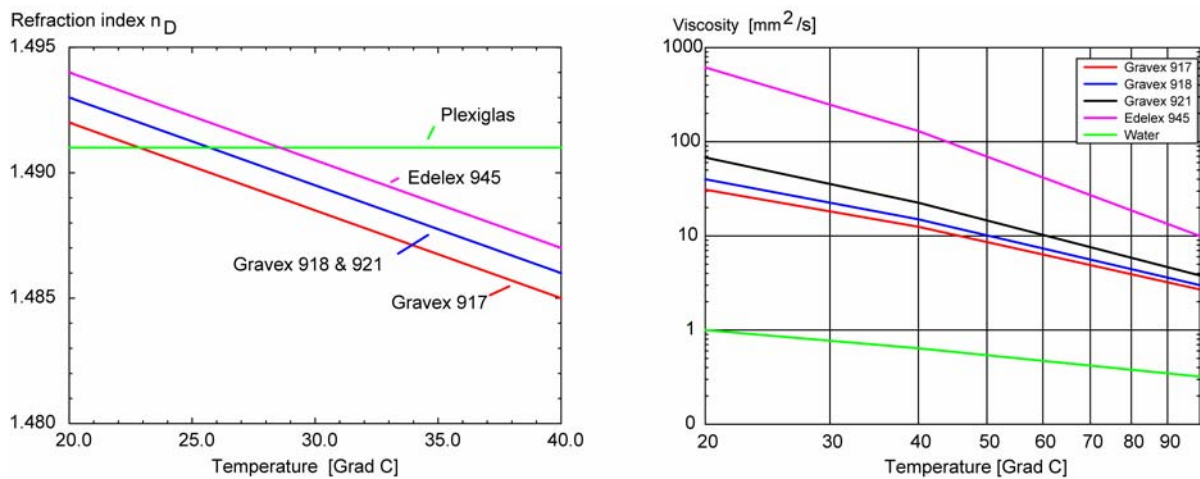 Refraction index n D
1.495
1.490
1.485
1.480
20.0 25.0 30.0 35.0 40.0
Temperature [Grad C]
Plexiglas
Edelex 945
Gravex 918 & 921
Gravex 917
Viscosity [mm²/s]
1000
100
10
1
0
20 30 40 50 60 70 80 90
Temperature [Grad C]
Gravex 917
Gravex 918
Gravex 921
Edelex 945
Water